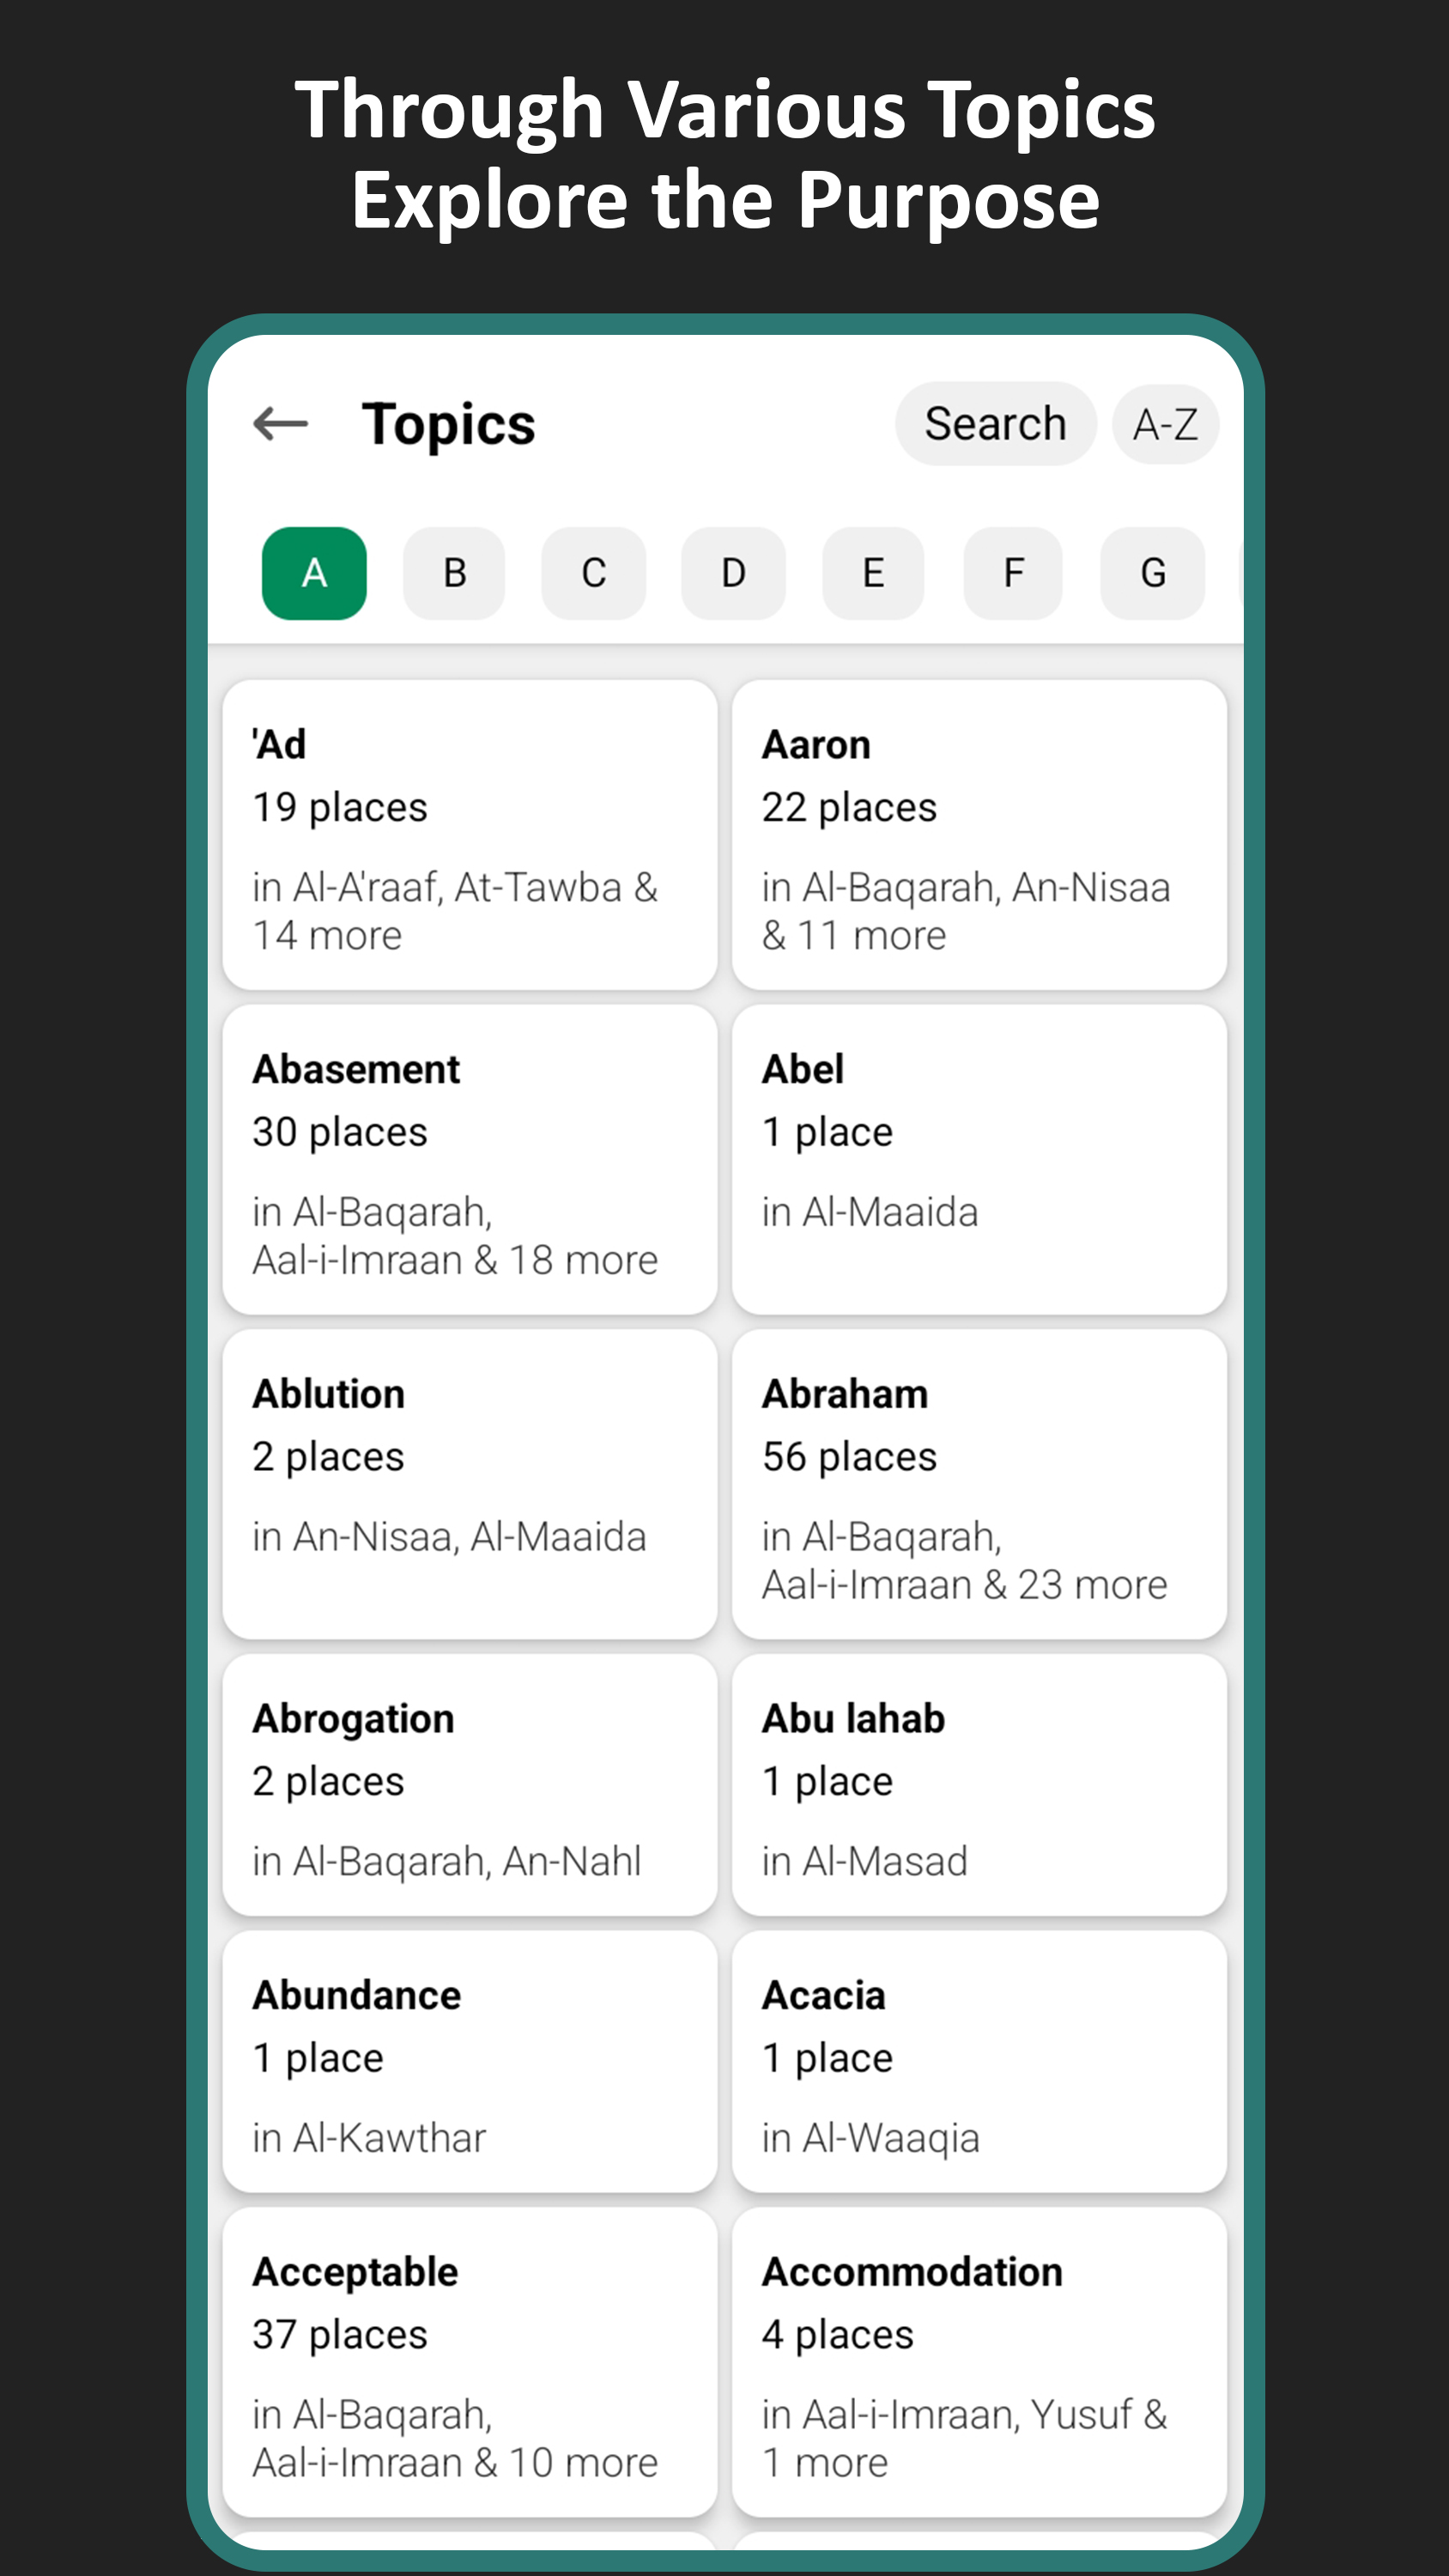 Through Various Topics
Explore the Purpose
Topics
Search
A-Z
A
B
C
D
E
F
G
'Ad
19 places
in Al-A'raaf, At-Tawba &
14 more
Aaron
22 places
in Al-Baqarah, An-Nisaa
& 11 more
Abasement
30 places
in Al-Baqarah,
Aal-i-Imraan & 18 more
Abel
1 place
in Al-Maaida
Ablution
2 places
in An-Nisaa, Al-Maaida
Abraham
56 places
in Al-Baqarah,
Aal-i-Imraan & 23 more
Abrogation
2 places
in Al-Baqarah, An-Nahl
Abu lahab
1 place
in Al-Masad
Abundance
1 place
in Al-Kawthar
Acacia
1 place
in Al-Waaqia
Acceptable
37 places
in Al-Baqarah,
Aal-i-Imraan & 10 more
Accommodation
4 places
in Aal-i-Imraan, Yusuf &
1 more